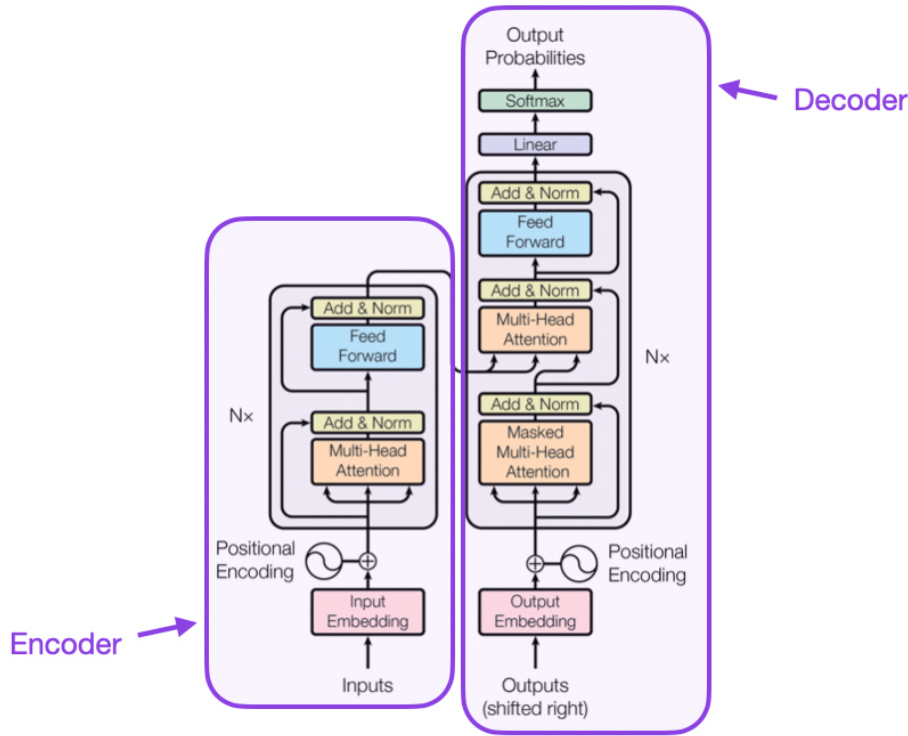 Output
Probabilities
Softmax
Linear
Add & Norm
Feed
Forward
Add & Norm
Multi-Head
Attention
Add & Norm
Masked
Multi-Head
Attention
N×
Positional
Encoding
Output
Embedding
Outputs
(shifted right)
Decoder
Add & Norm
Feed
Forward
Add & Norm
Multi-Head
Attention
N×
Positional
Encoding
Input
Embedding
Inputs
Encoder